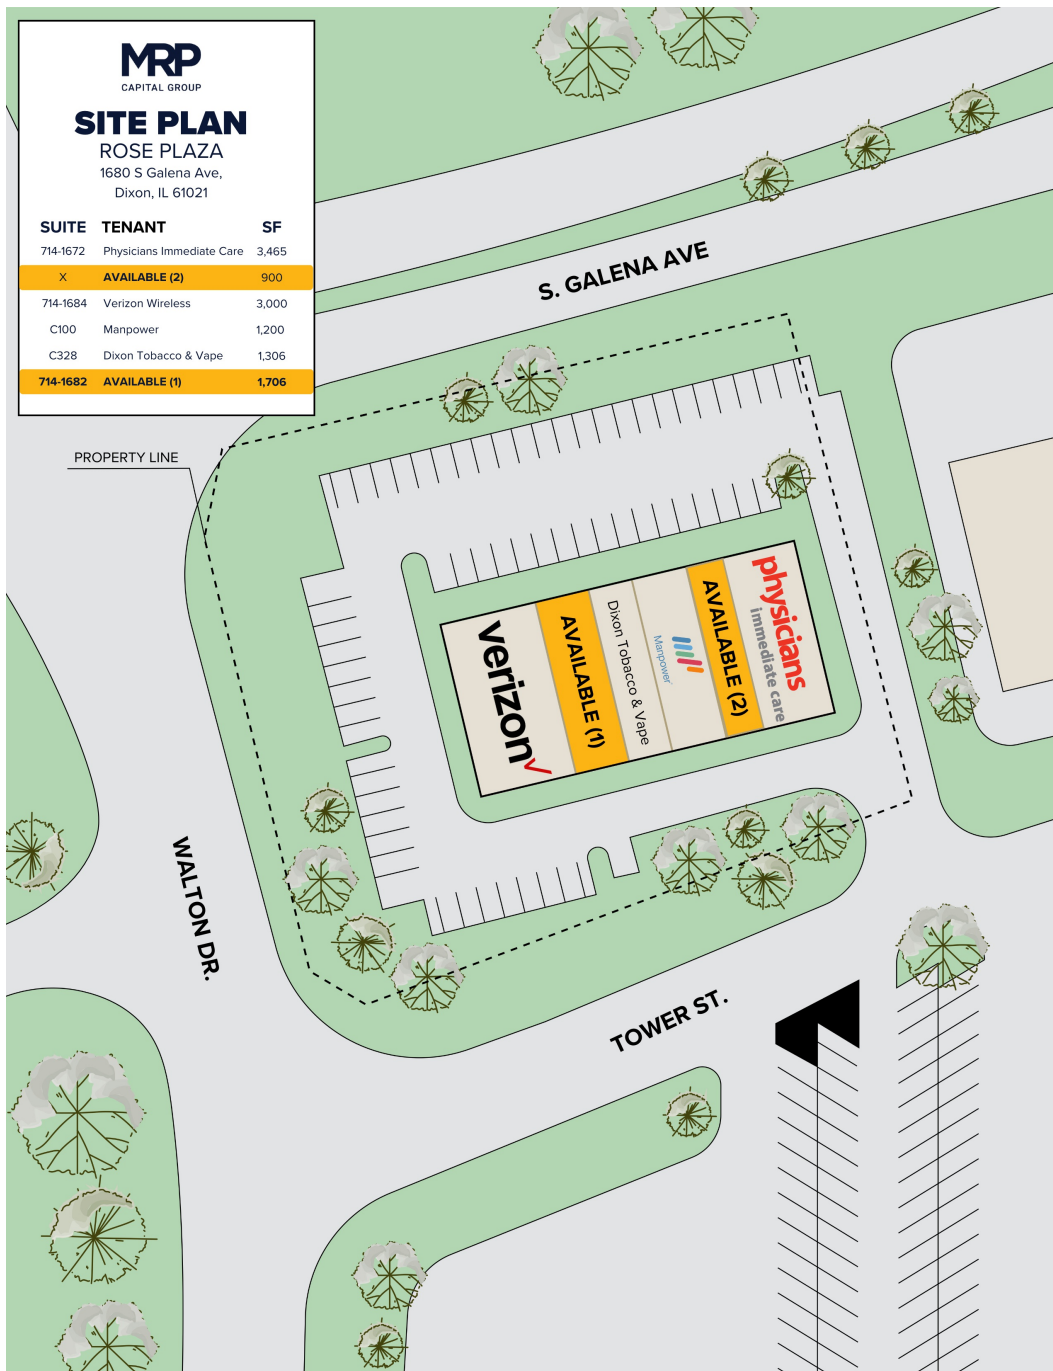 MRP
CAPITAL GROUP
SITE PLAN
ROSE PLAZA
1680 S Galena Ave,
Dixon, IL 61021
SUITE TENANT SF
714-1672 Physicians Immediate Care 3,465
X AVAILABLE (2) 900
714-1684 Verizon Wireless 3,000
C100 Manpower 1,200
C328 Dixon Tobacco & Vape 1,306
714-1682 AVAILABLE (1) 1,706
S. GALENA AVE
PROPERTY LINE
verizon
AVAILABLE (1)
Dixon Tobacco & Vape
Manpower
AVAILABLE (2)
physicians
immediate care
WALTON DR.
TOWER ST.